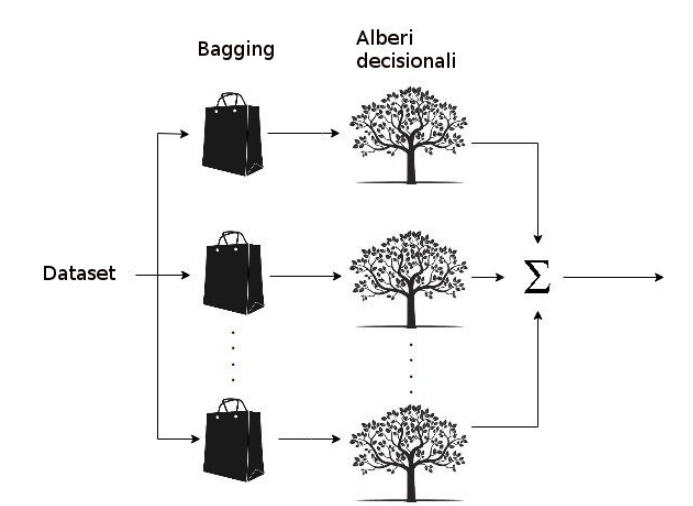 Bagging
Alberi
decisionali
Dataset
Σ